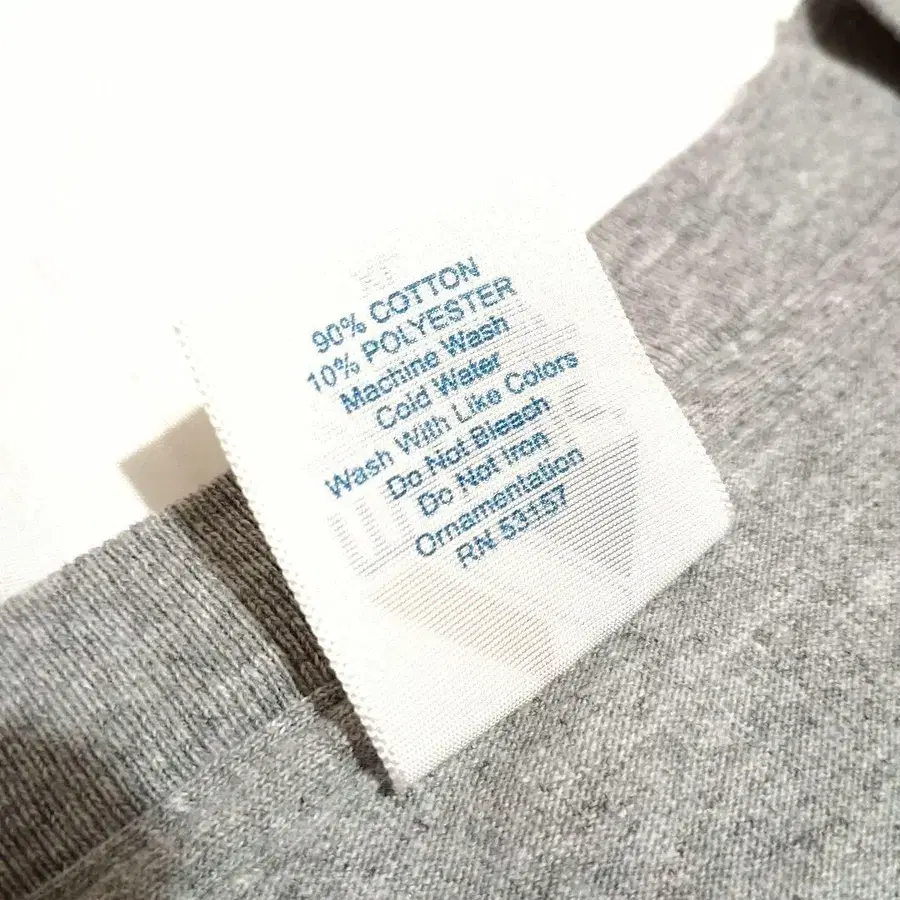 90% COTTON
10% POLYESTER
Machine Wash
Cold Water
Wash With Like Colors
Do Not Bleach
Do Not Iron
Ornamentation
RN 53157